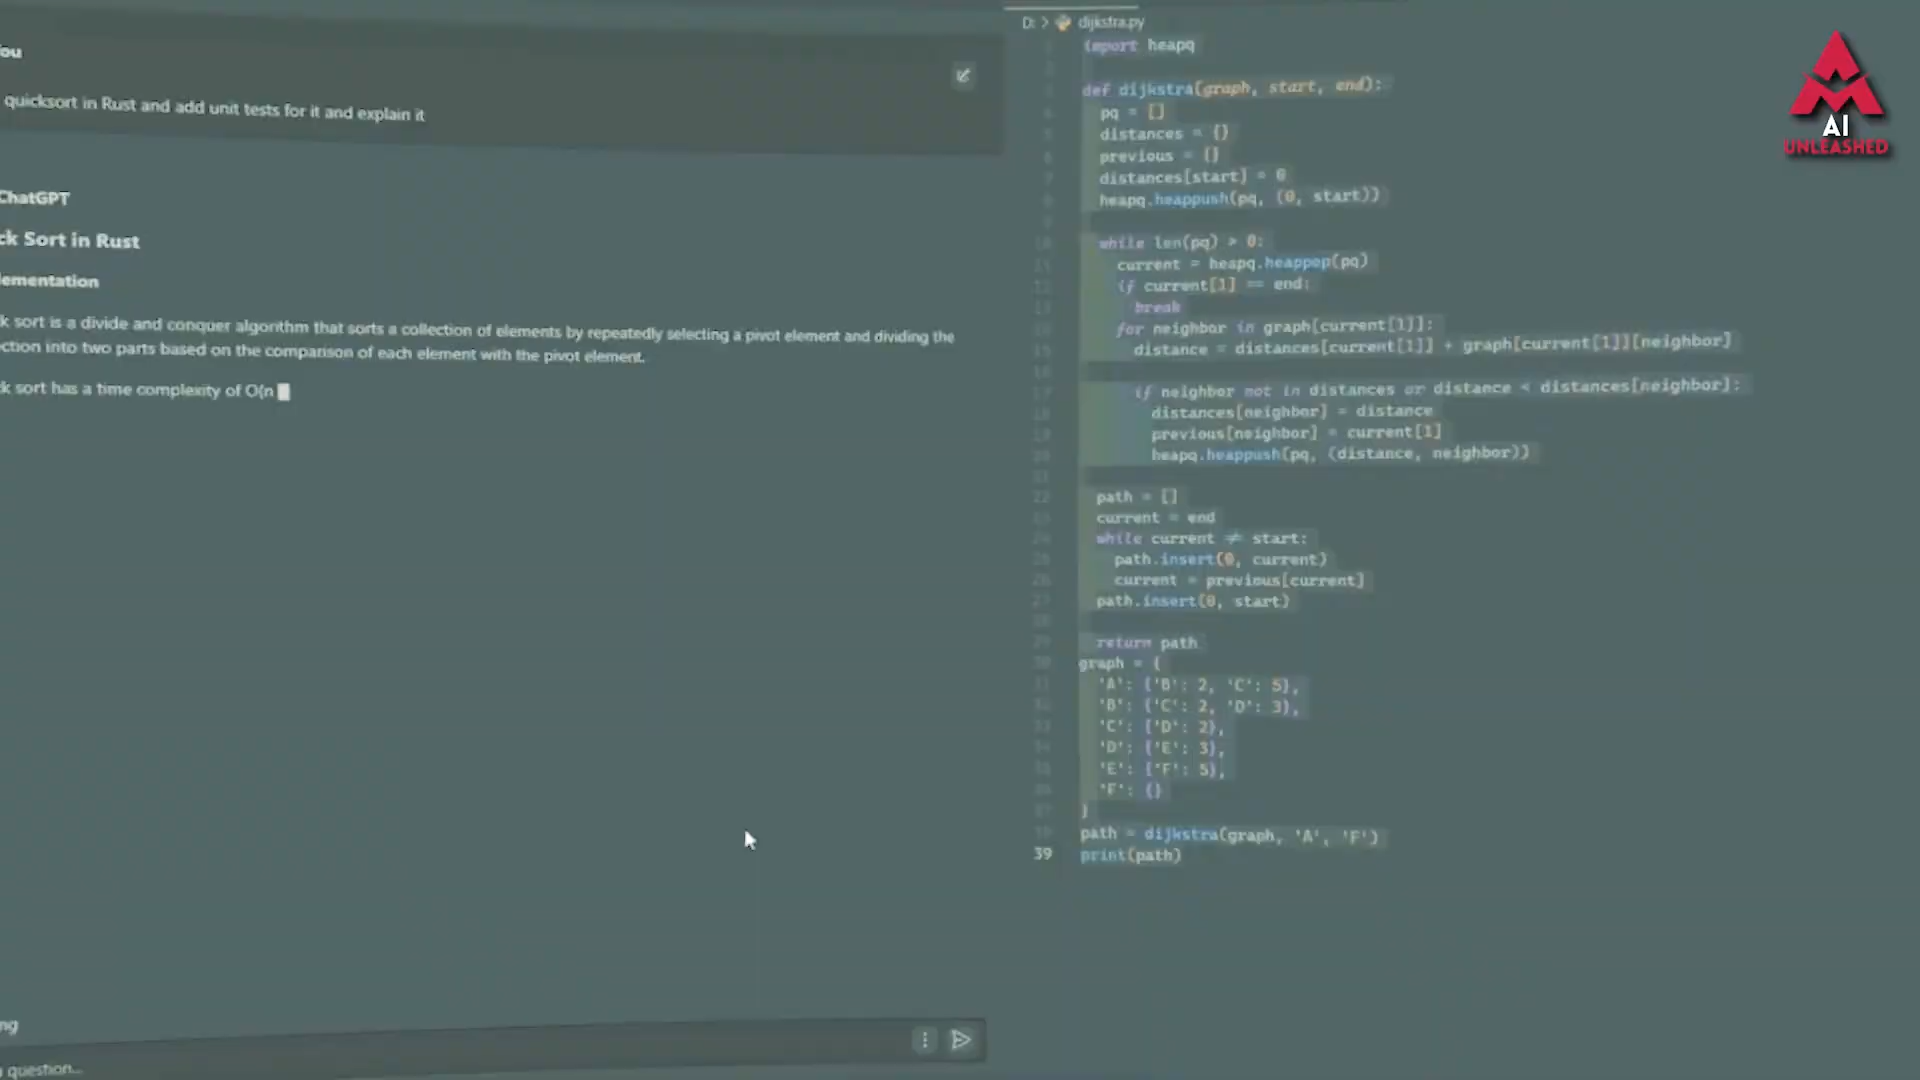 ou
quicksort in Rust and add unit tests for it and explain it
ChatGPT
ck Sort in Rust
lementation
k sort is a divide and conquer algorithm that sorts a collection of elements by repeatedly selecting a pivot element and dividing the
ction into two parts based on the comparison of each element with the pivot element.
k sort has a time complexity of O(n
ng
question...
D: > dijkstra.py
import heapq
def dijkstra(graph, start, end):
pq = []
distances = {}
previous = {}
distances[start] = 0
heapq.heappush(pq, (0, start))
while len(pq) > 0:
current = heapq.heappop(pq)
if current[1] == end:
break
for neighbor in graph[current[1]]:
distance = distances[current[1]] + graph[current[1]][neighbor]
if neighbor not in distances or distance < distances[neighbor]:
distances[neighbor] = distance
previous[neighbor] = current[1]
heapq.heappush(pq, (distance, neighbor))
path = []
current = end
while current ≠ start:
path.insert(0, current)
current = previous[current]
path.insert(0, start)
return path
graph = {
'A': {'B': 2, 'C': 5},
'B': {'C': 2, 'D': 3},
'C': {'D': 2},
'D': {'E': 3},
'E': {'F': 5},
'F': {}
}
path = dijkstra(graph, 'A', 'F')
39 print(path)
AI
UNLEASHED